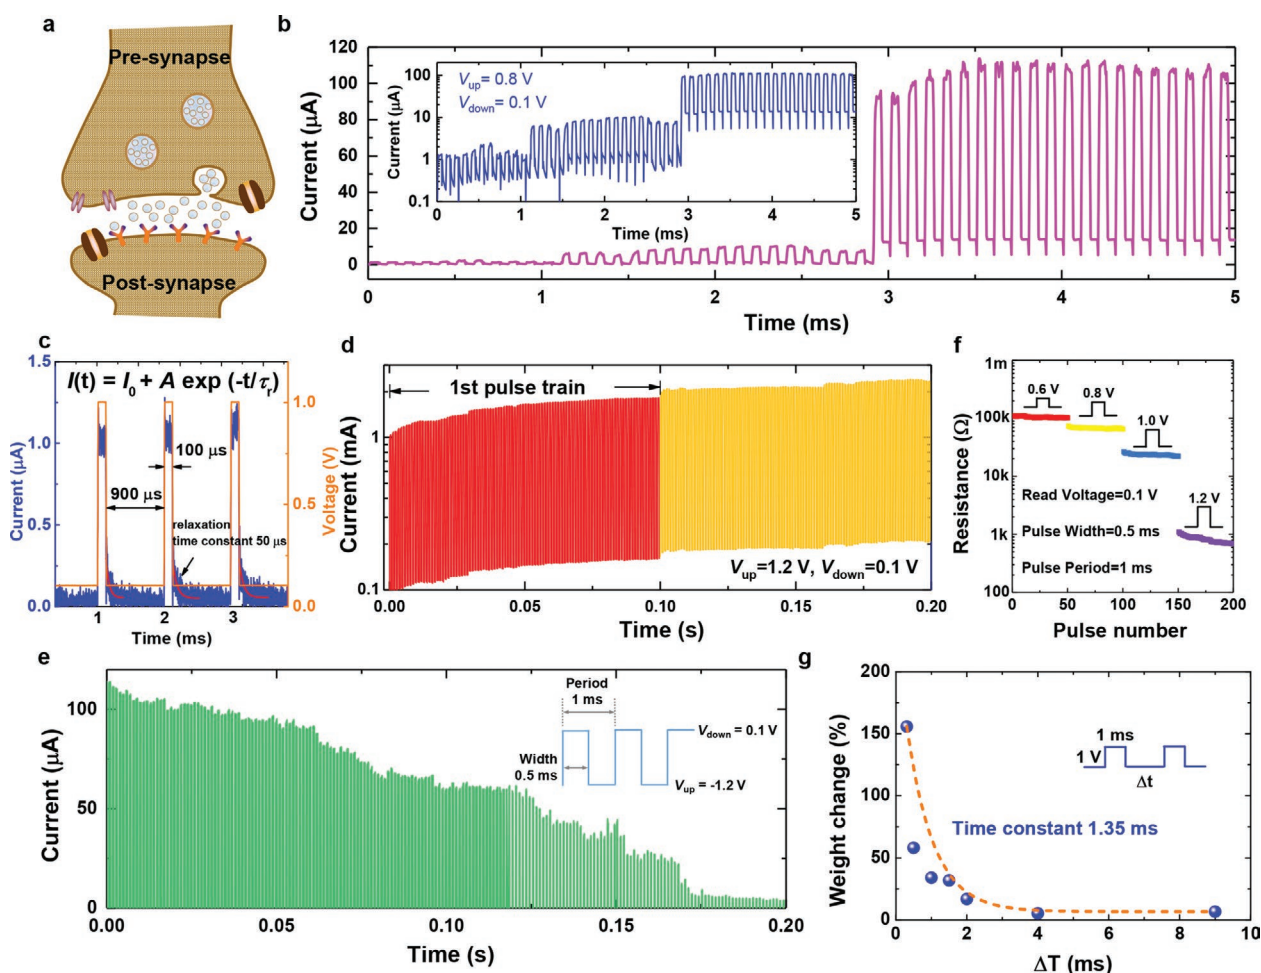 a
Pre-synapse
Post-synapse
b
Current (µA)
120
100
80
60
40
20
0
0 1 2 3 4 5
Time (ms)
V_up= 0.8 V
V_down= 0.1 V
Current (µA)
100
10
1
0.1
0 1 2 3 4 5
Time (ms)
c
I(t) = I_0 + A exp (-t/τ_r)
Current (µA)
1.5
1.0
0.5
0.0
100 µs
900 µs
relaxation
time constant 50 µs
1 2 3
Time (ms)
1.0
0.5
0.0
Voltage (V)
d
1st pulse train
Current (mA)
1
0.1
V_up=1.2 V, V_down=0.1 V
0.00 0.05 0.10 0.15 0.20
Time (s)
f
Resistance (Ω)
1m
100k
10k
1k
100
0.6 V
0.8 V
1.0 V
1.2 V
Read Voltage=0.1 V
Pulse Width=0.5 ms
Pulse Period=1 ms
0 50 100 150 200
Pulse number
e
Current (µA)
100
50
0
Period
1 ms
Width
0.5 ms
V_down = 0.1 V
V_up = -1.2 V
0.00 0.05 0.10 0.15 0.20
Time (s)
g
Weight change (%)
200
150
100
50
0
1 ms
1 V
Δt
Time constant 1.35 ms
0 2 4 6 8 10
ΔT (ms)